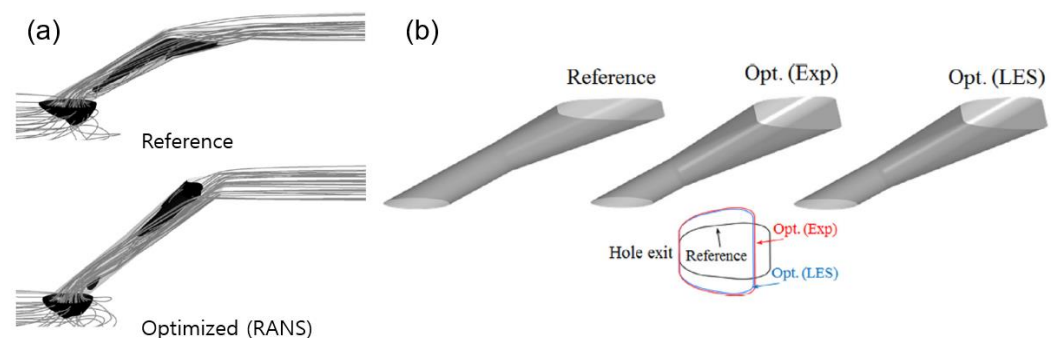 (a)
Reference
Optimized (RANS)
(b)
Reference
Opt. (Exp)
Opt. (LES)
Hole exit
Reference
Opt. (Exp)
Opt. (LES)